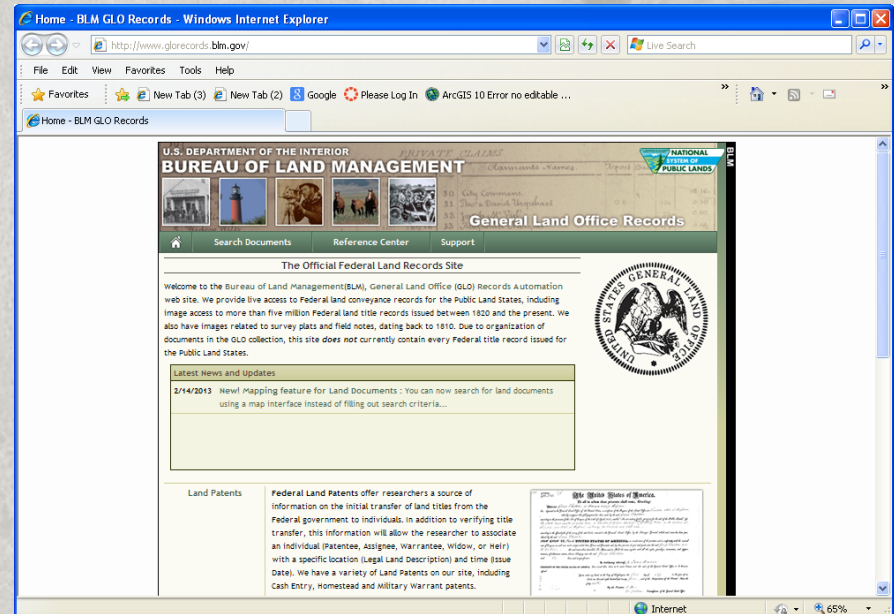 Home - BLM GLO Records - Windows Internet Explorer
http://www.glorecords.blm.gov/
Live Search
File Edit View Favorites Tools Help
Favorites New Tab (3) New Tab (2) Google Please Log In ArcGIS 10 Error no editable ...
Home - BLM GLO Records
U.S. DEPARTMENT OF THE INTERIOR
BUREAU OF LAND MANAGEMENT
PRIVATE CLAIMS
Claimants Names.
NATIONAL
SYSTEM OF
PUBLIC LANDS
BLM
General Land Office Records
Search Documents Reference Center Support
The Official Federal Land Records Site
Welcome to the Bureau of Land Management(BLM), General Land Office (GLO) Records Automation
web site. We provide live access to Federal land conveyance records for the Public Land States, including
image access to more than five million Federal land title records issued between 1820 and the present. We
also have images related to survey plats and field notes, dating back to 1810. Due to organization of
documents in the GLO collection, this site does not currently contain every Federal title record issued for
the Public Land States.
UNITED STATES GENERAL LAND OFFICE
Latest News and Updates
2/14/2013 New! Mapping feature for Land Documents : You can now search for land documents
using a map interface instead of filling out search criteria...
Land Patents
Federal Land Patents offer researchers a source of
information on the initial transfer of land titles from the
Federal government to individuals. In addition to verifying title
transfer, this information will allow the researcher to associate
an individual (Patentee, Assignee, Warrantee, Widow, or Heir)
with a specific location (Legal Land Description) and time (Issue
Date). We have a variety of Land Patents on our site, including
Cash Entry, Homestead and Military Warrant patents.
The United States of America,
Internet
65%